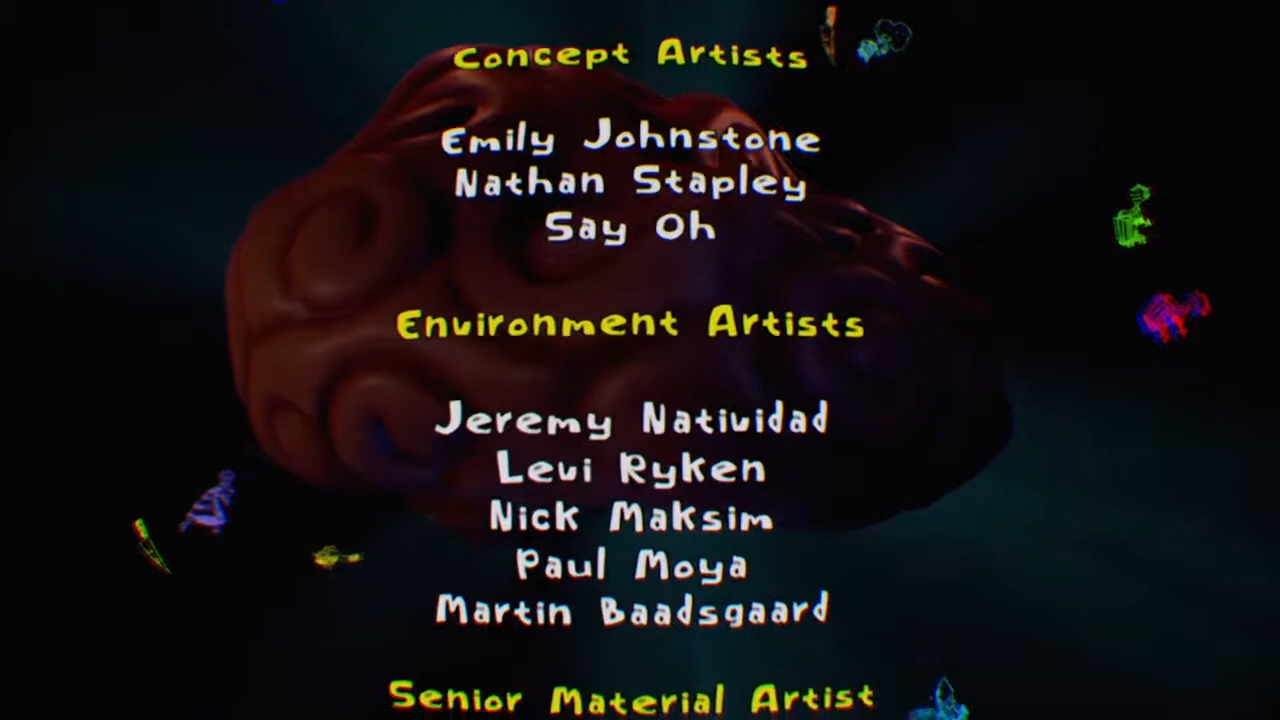 Concept Artists
Emily Johnstone
Nathan Stapley
Say Oh
Environment Artists
Jeremy Natividad
Levi Ryken
Nick Maksim
Paul Moya
Martin Baadsgaard
Senior Material Artist